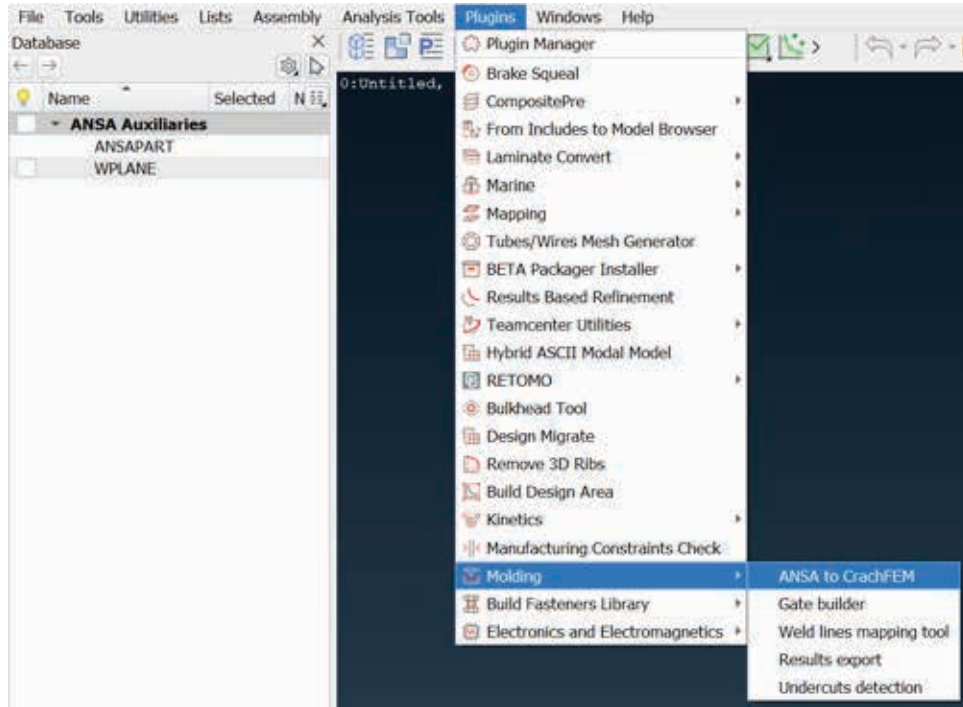 File Tools Utilities Lists Assembly Analysis Tools Plugins Windows Help
Database
Name Selected N
ANSA Auxiliaries
ANSAPART
WPLANE
0:Untitled,
Plugin Manager
Brake Squeal
CompositePre
From Includes to Model Browser
Laminate Convert
Marine
Mapping
Tubes/Wires Mesh Generator
BETA Packager Installer
Results Based Refinement
Teamcenter Utilities
Hybrid ASCII Modal Model
RETOMO
Bulkhead Tool
Design Migrate
Remove 3D Ribs
Build Design Area
Kinetics
Manufacturing Constraints Check
Molding
Build Fasteners Library
Electronics and Electromagnetics
ANSA to CrachFEM
Gate builder
Weld lines mapping tool
Results export
Undercuts detection